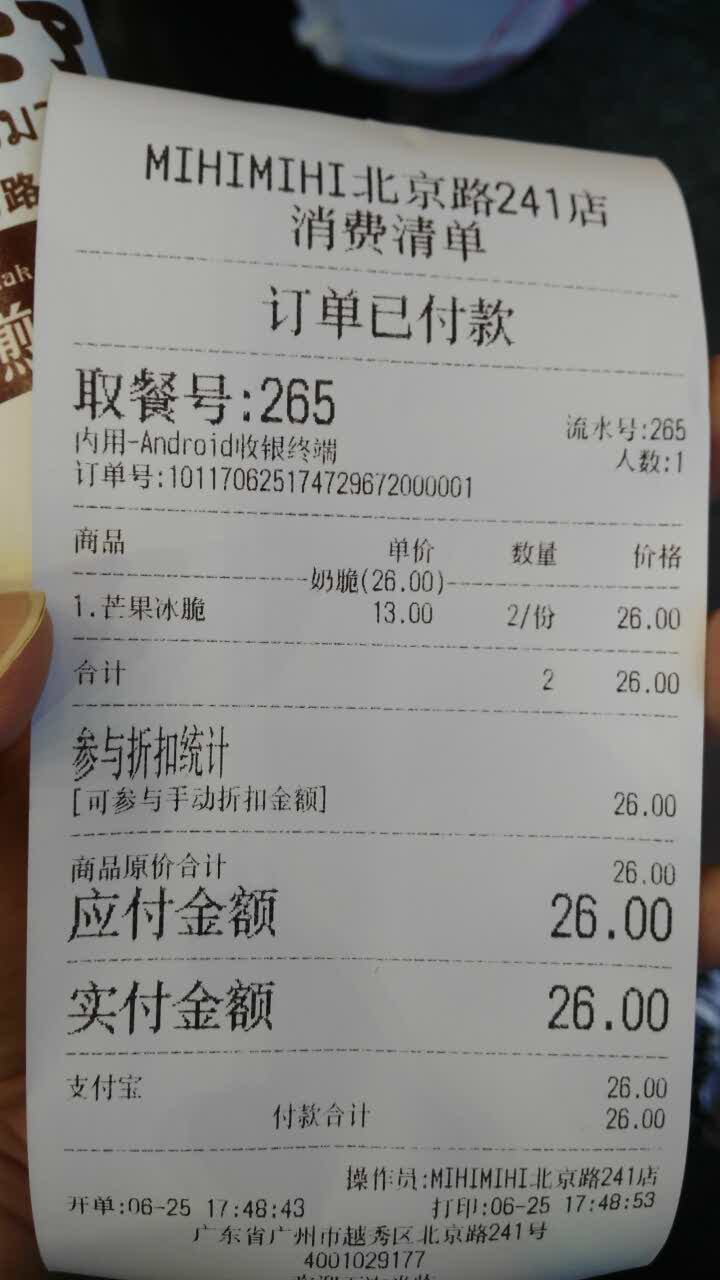 路
ak
煎
MIHIMIHI北京路241店
消费清单
订单已付款
取餐号:265
流水号:265
内用-Android收银终端
人数:1
订单号:101170625174729672000001
商品 单价 数量 价格
奶脆(26.00)
1.芒果冰脆 13.00 2/份 26.00
合计 2 26.00
参与折扣统计
[可参与手动折扣金额] 26.00
商品原价合计 26.00
应付金额 26.00
实付金额 26.00
支付宝 26.00
付款合计 26.00
操作员:MIHIMIHI北京路241店
开单:06-25 17:48:43 打印:06-25 17:48:53
广东省广州市越秀区北京路241号
4001029177